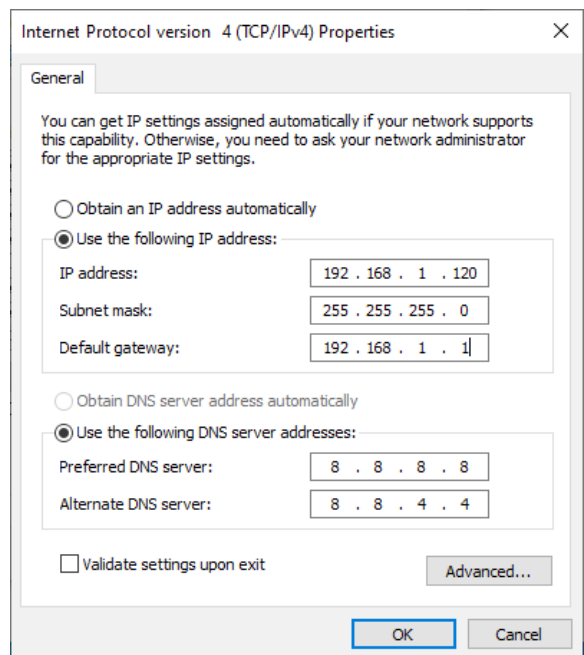 Internet Protocol version 4 (TCP/IPv4) Properties
General
You can get IP settings assigned automatically if your network supports
this capability. Otherwise, you need to ask your network administrator
for the appropriate IP settings.
Obtain an IP address automatically
Use the following IP address:
IP address: 192 . 168 . 1 . 120
Subnet mask: 255 . 255 . 255 . 0
Default gateway: 192 . 168 . 1 . 1
Obtain DNS server address automatically
Use the following DNS server addresses:
Preferred DNS server: 8 . 8 . 8 . 8
Alternate DNS server: 8 . 8 . 4 . 4
Validate settings upon exit
Advanced...
OK Cancel